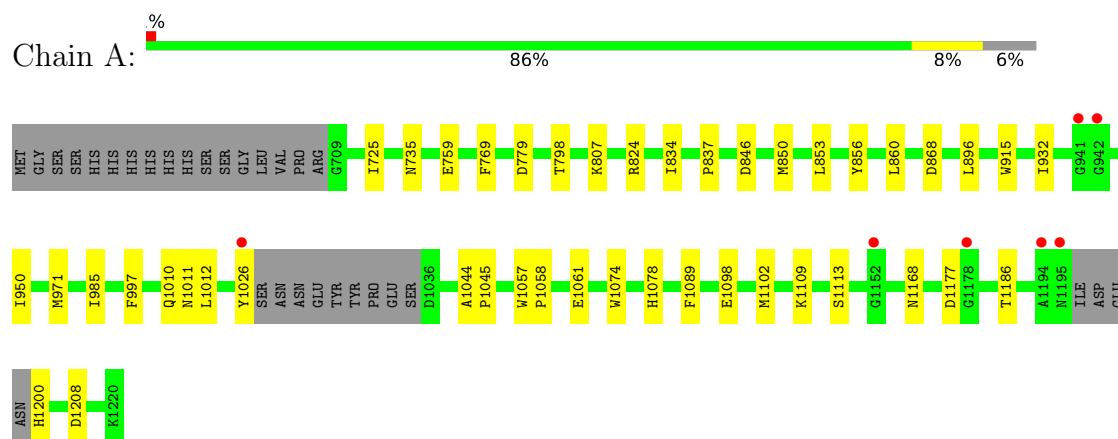 .%
Chain A:
86% 8% 6%
MET GLY SER SER HIS HIS HIS HIS HIS HIS SER SER GLY LEU VAL PRO ARG G709 I725 N735 E759 F769 D779 T798 K807 R824 I834 P837 D846 M850 L853 Y856 L860 D868 L896 W915 I932 G941 G942
I950 M971 I985 F997 Q1010 N1011 L1012 Y1026 SER ASN ASN GLU TYR TYR PRO GLU SER D1036 A1044 P1045 W1057 P1058 E1061 W1074 H1078 F1089 E1098 M1102 K1109 S1113 G1152 N1168 D1177 G1178 T1186 A1194 N1195 ILE ASP
ASN H1200 D1208 K1220